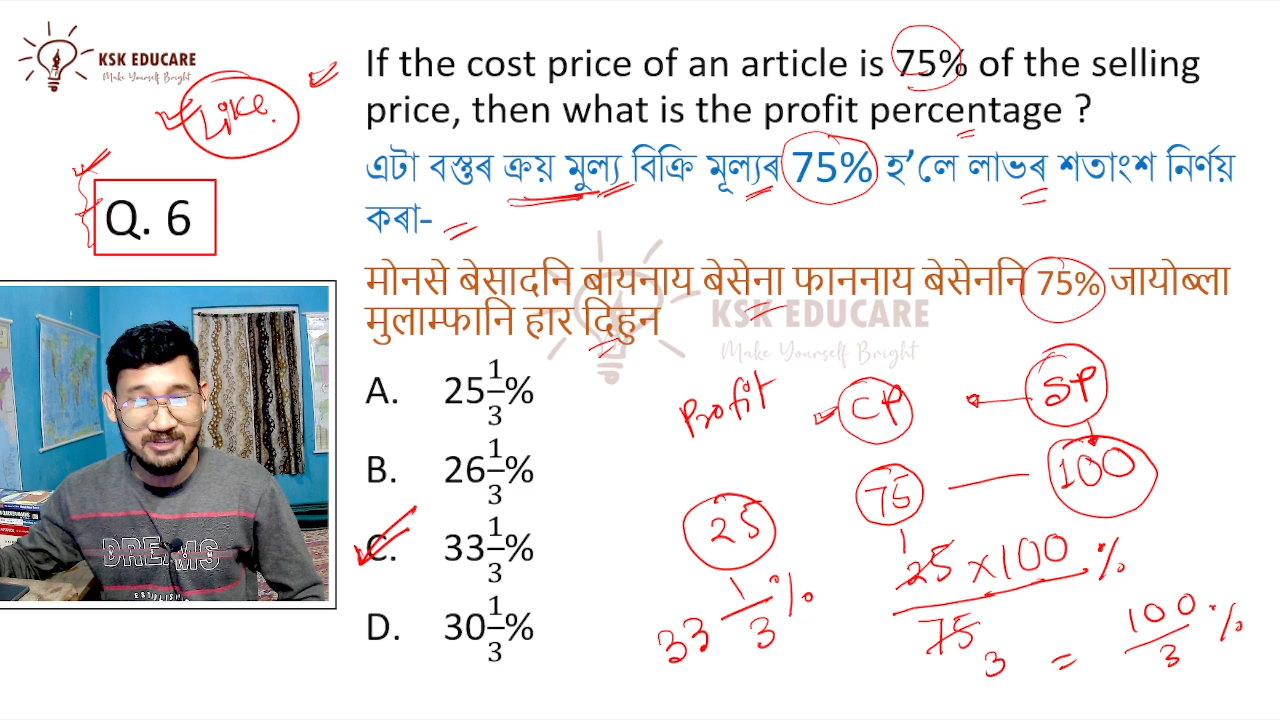 KSK EDUCARE
Make Yourself Bright
Like.
Q. 6
If the cost price of an article is 75% of the selling
price, then what is the profit percentage ?
এটা বস্তুৰ ক্ৰয় মুল্য বিক্ৰি মূল্যৰ 75% হ’লে লাভৰ শতাংশ নিৰ্ণয়
কৰা-
मोनसे बेसादनि बायनाय बेसेना फाननाय बेसेननि 75% जायोब्ला
मुलाम्फानि हार दिहुन
KSK EDUCARE
Make Yourself Bright
A. 25 1/3%
B. 26 1/3%
C. 33 1/3%
D. 30 1/3%
Profit CP SP
25 75 100
25 × 100 / 75 % 1 3
= 100/3 %
33 1/3 %
DREAMS